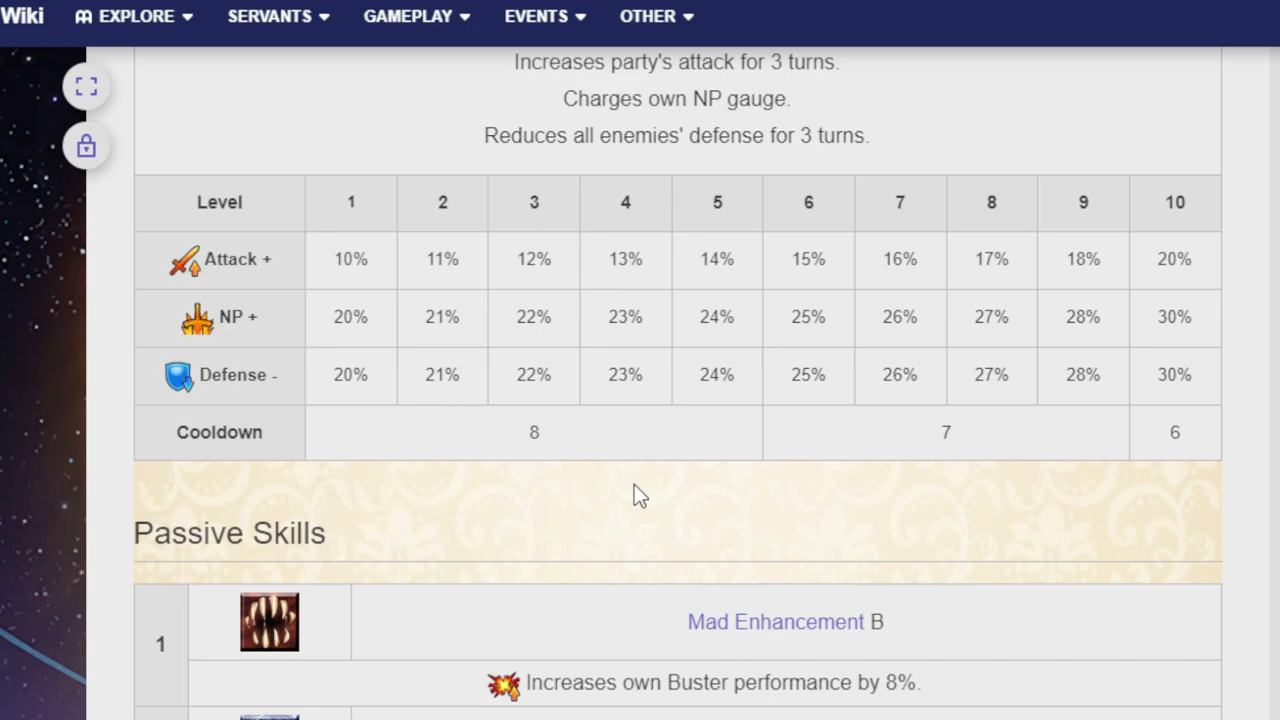 Wiki EXPLORE SERVANTS GAMEPLAY EVENTS OTHER
Increases party's attack for 3 turns.
Charges own NP gauge.
Reduces all enemies' defense for 3 turns.
Level 1 2 3 4 5 6 7 8 9 10
Attack + 10% 11% 12% 13% 14% 15% 16% 17% 18% 20%
NP + 20% 21% 22% 23% 24% 25% 26% 27% 28% 30%
Defense - 20% 21% 22% 23% 24% 25% 26% 27% 28% 30%
Cooldown 8 7 6
Passive Skills
1 Mad Enhancement B
Increases own Buster performance by 8%.